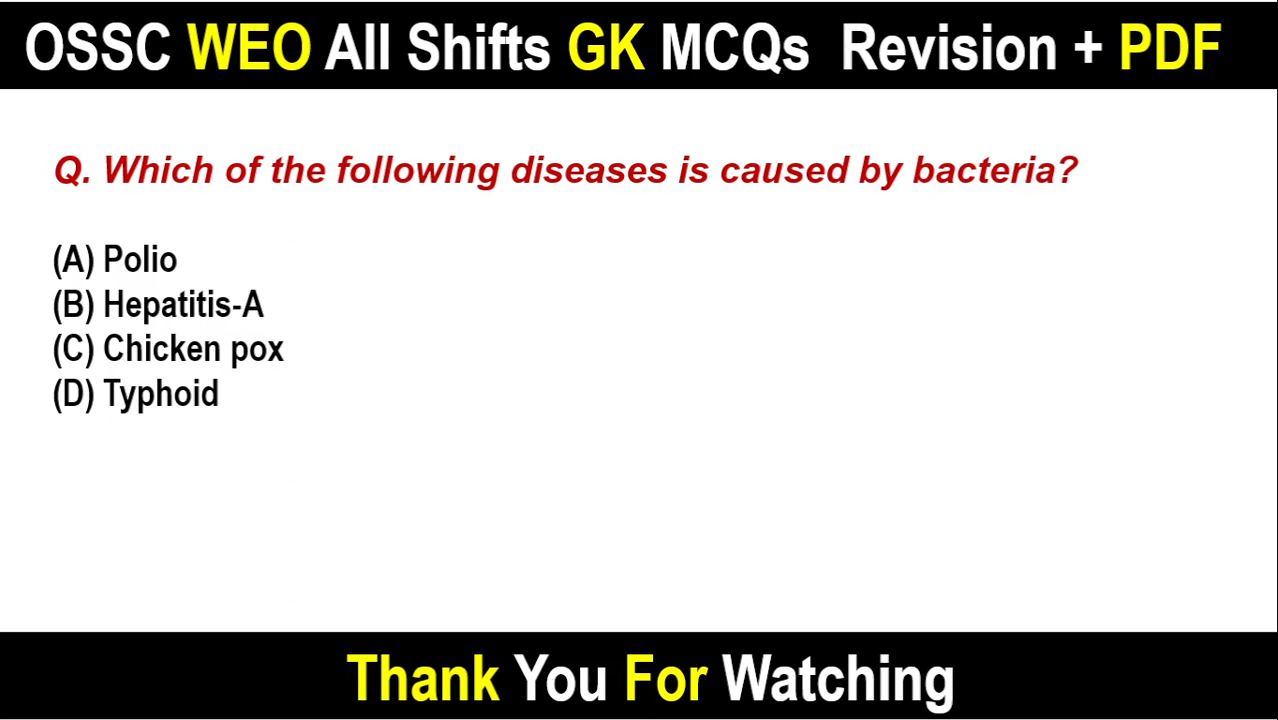 OSSC WEO All Shifts GK MCQs Revision + PDF
Q. Which of the following diseases is caused by bacteria?
(A) Polio
(B) Hepatitis-A
(C) Chicken pox
(D) Typhoid
Thank You For Watching